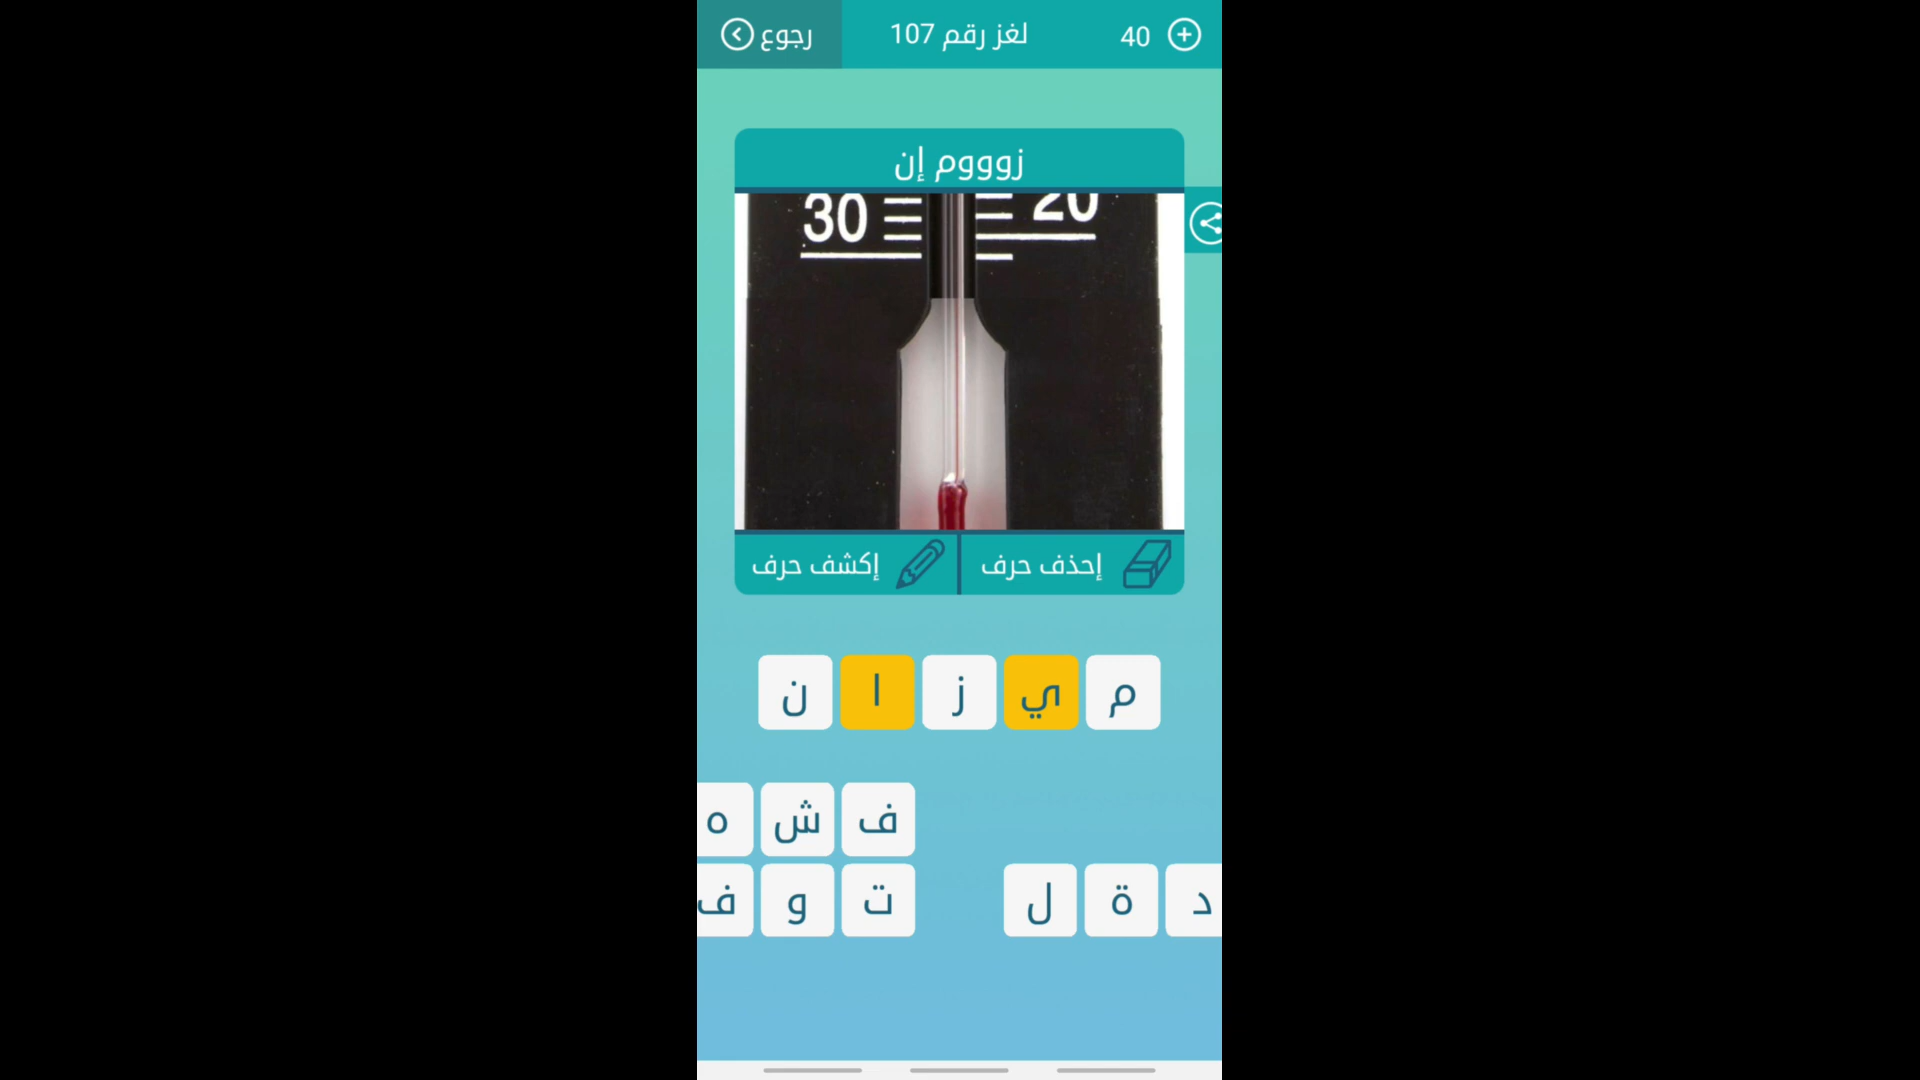 رجوع لغز رقم 107 40
زوووم إن
30 20
إحذف حرف إكشف حرف
م ي ز ا ن
ف ش ه
د ة ل ت و ف